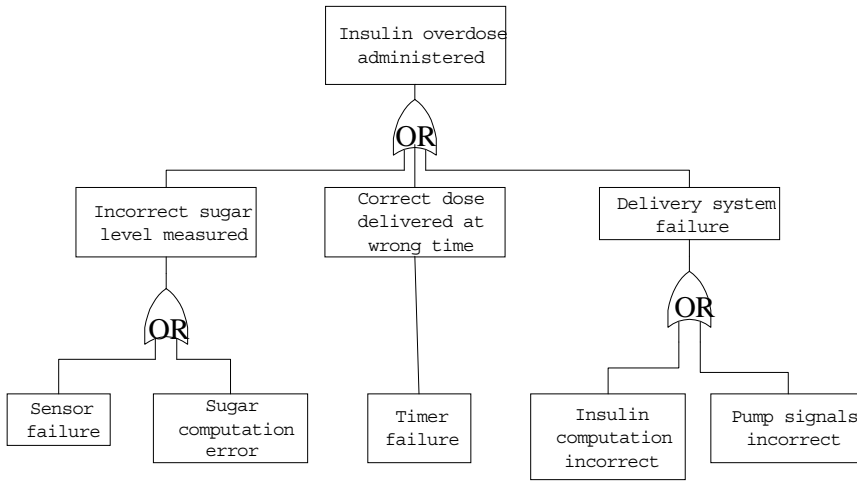 Insulin overdose
administered
OR
Incorrect sugar
level measured
Correct dose
delivered at
wrong time
Delivery system
failure
OR
OR
Sensor
failure
Sugar
computation
error
Timer
failure
Insulin
computation
incorrect
Pump signals
incorrect